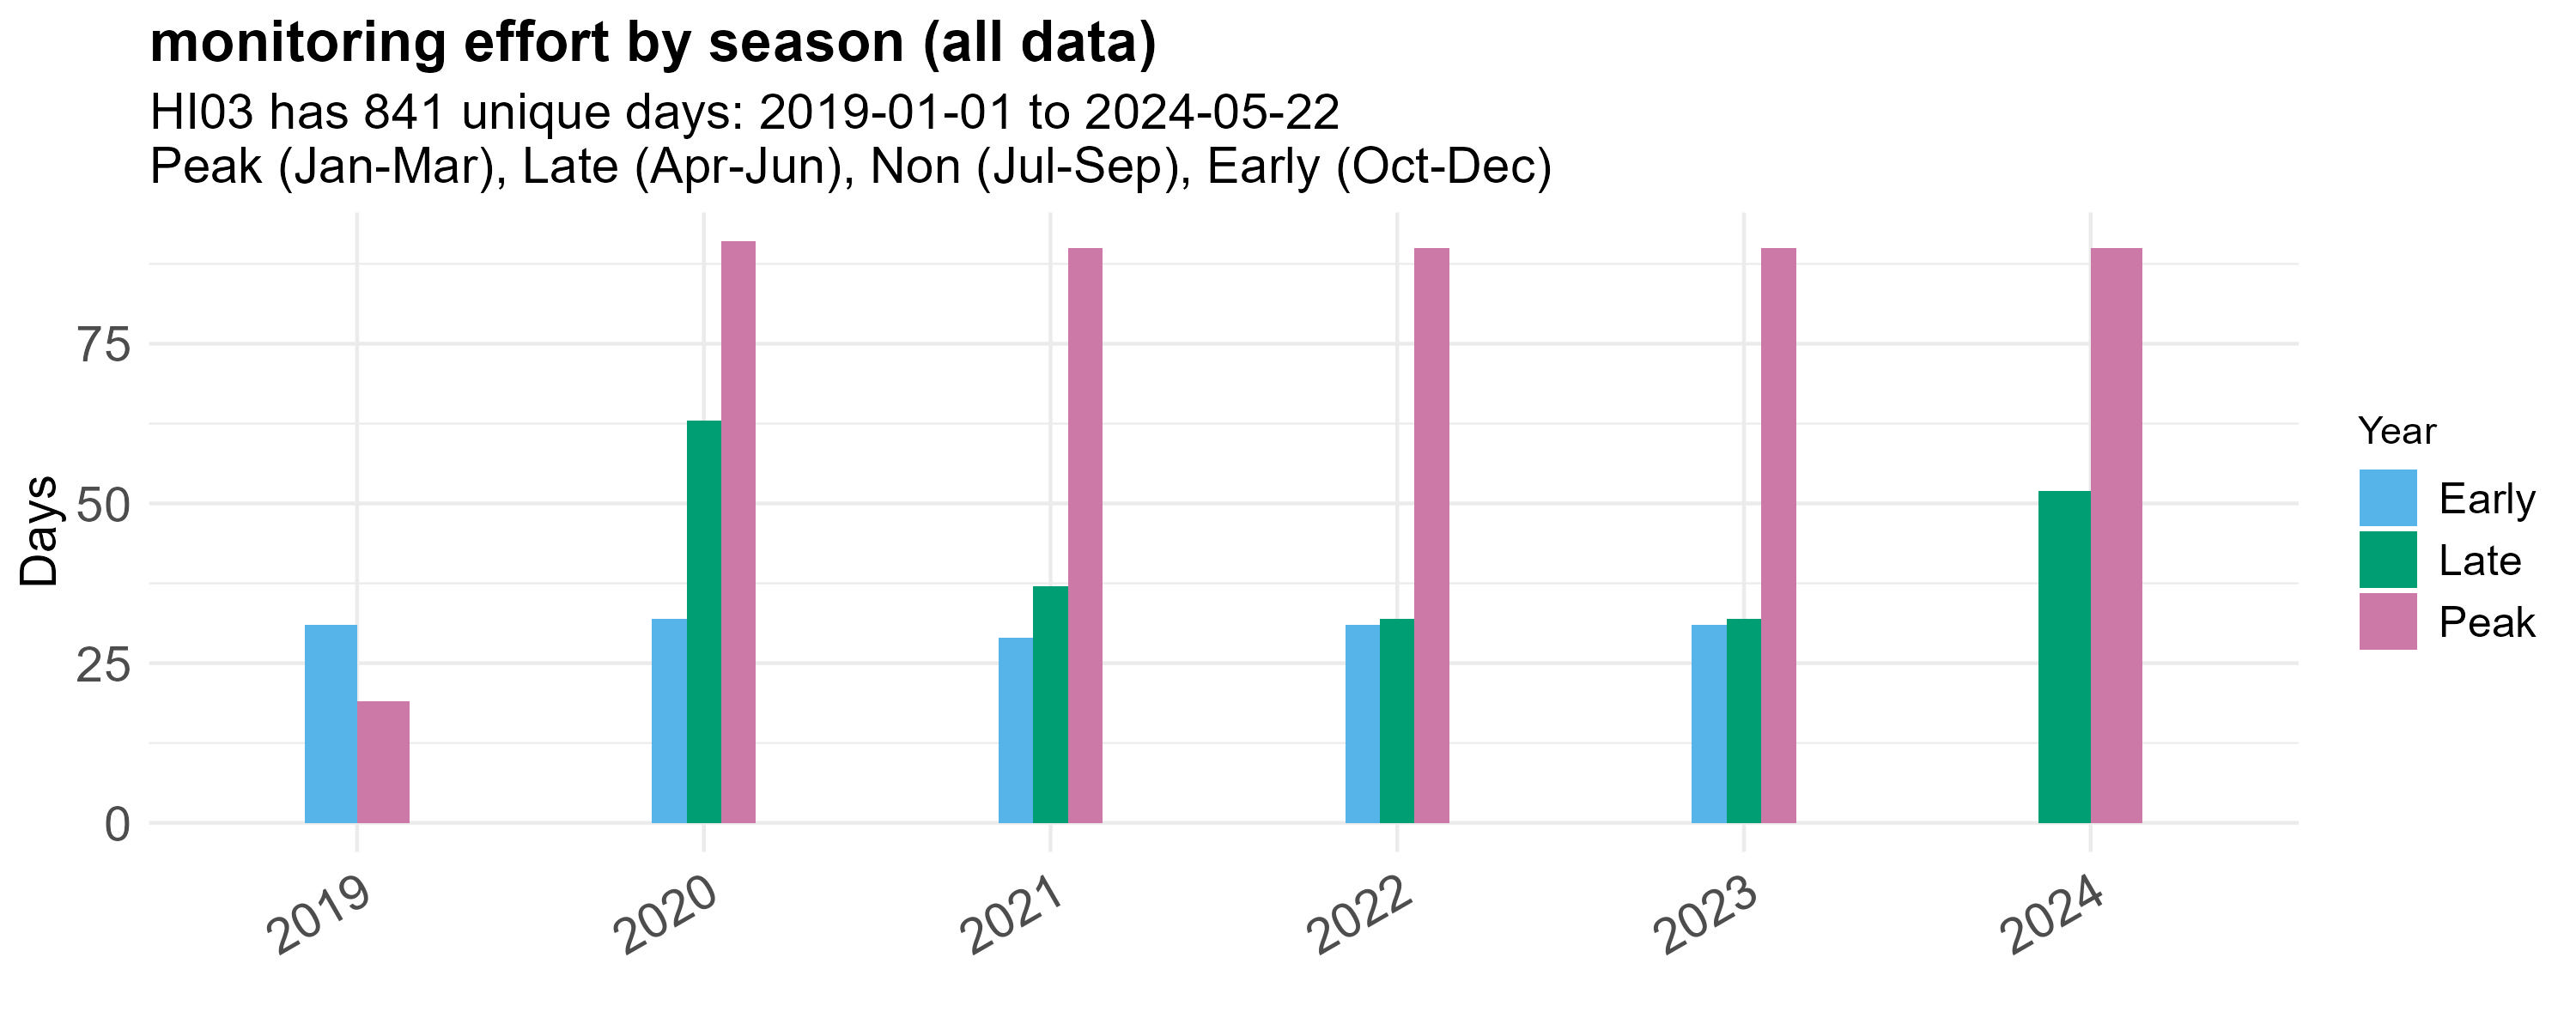 monitoring effort by season (all data)
HI03 has 841 unique days: 2019-01-01 to 2024-05-22
Peak (Jan-Mar), Late (Apr-Jun), Non (Jul-Sep), Early (Oct-Dec)
Days
75
50
25
0
2019
2020
2021
2022
2023
2024
Year
Early
Late
Peak